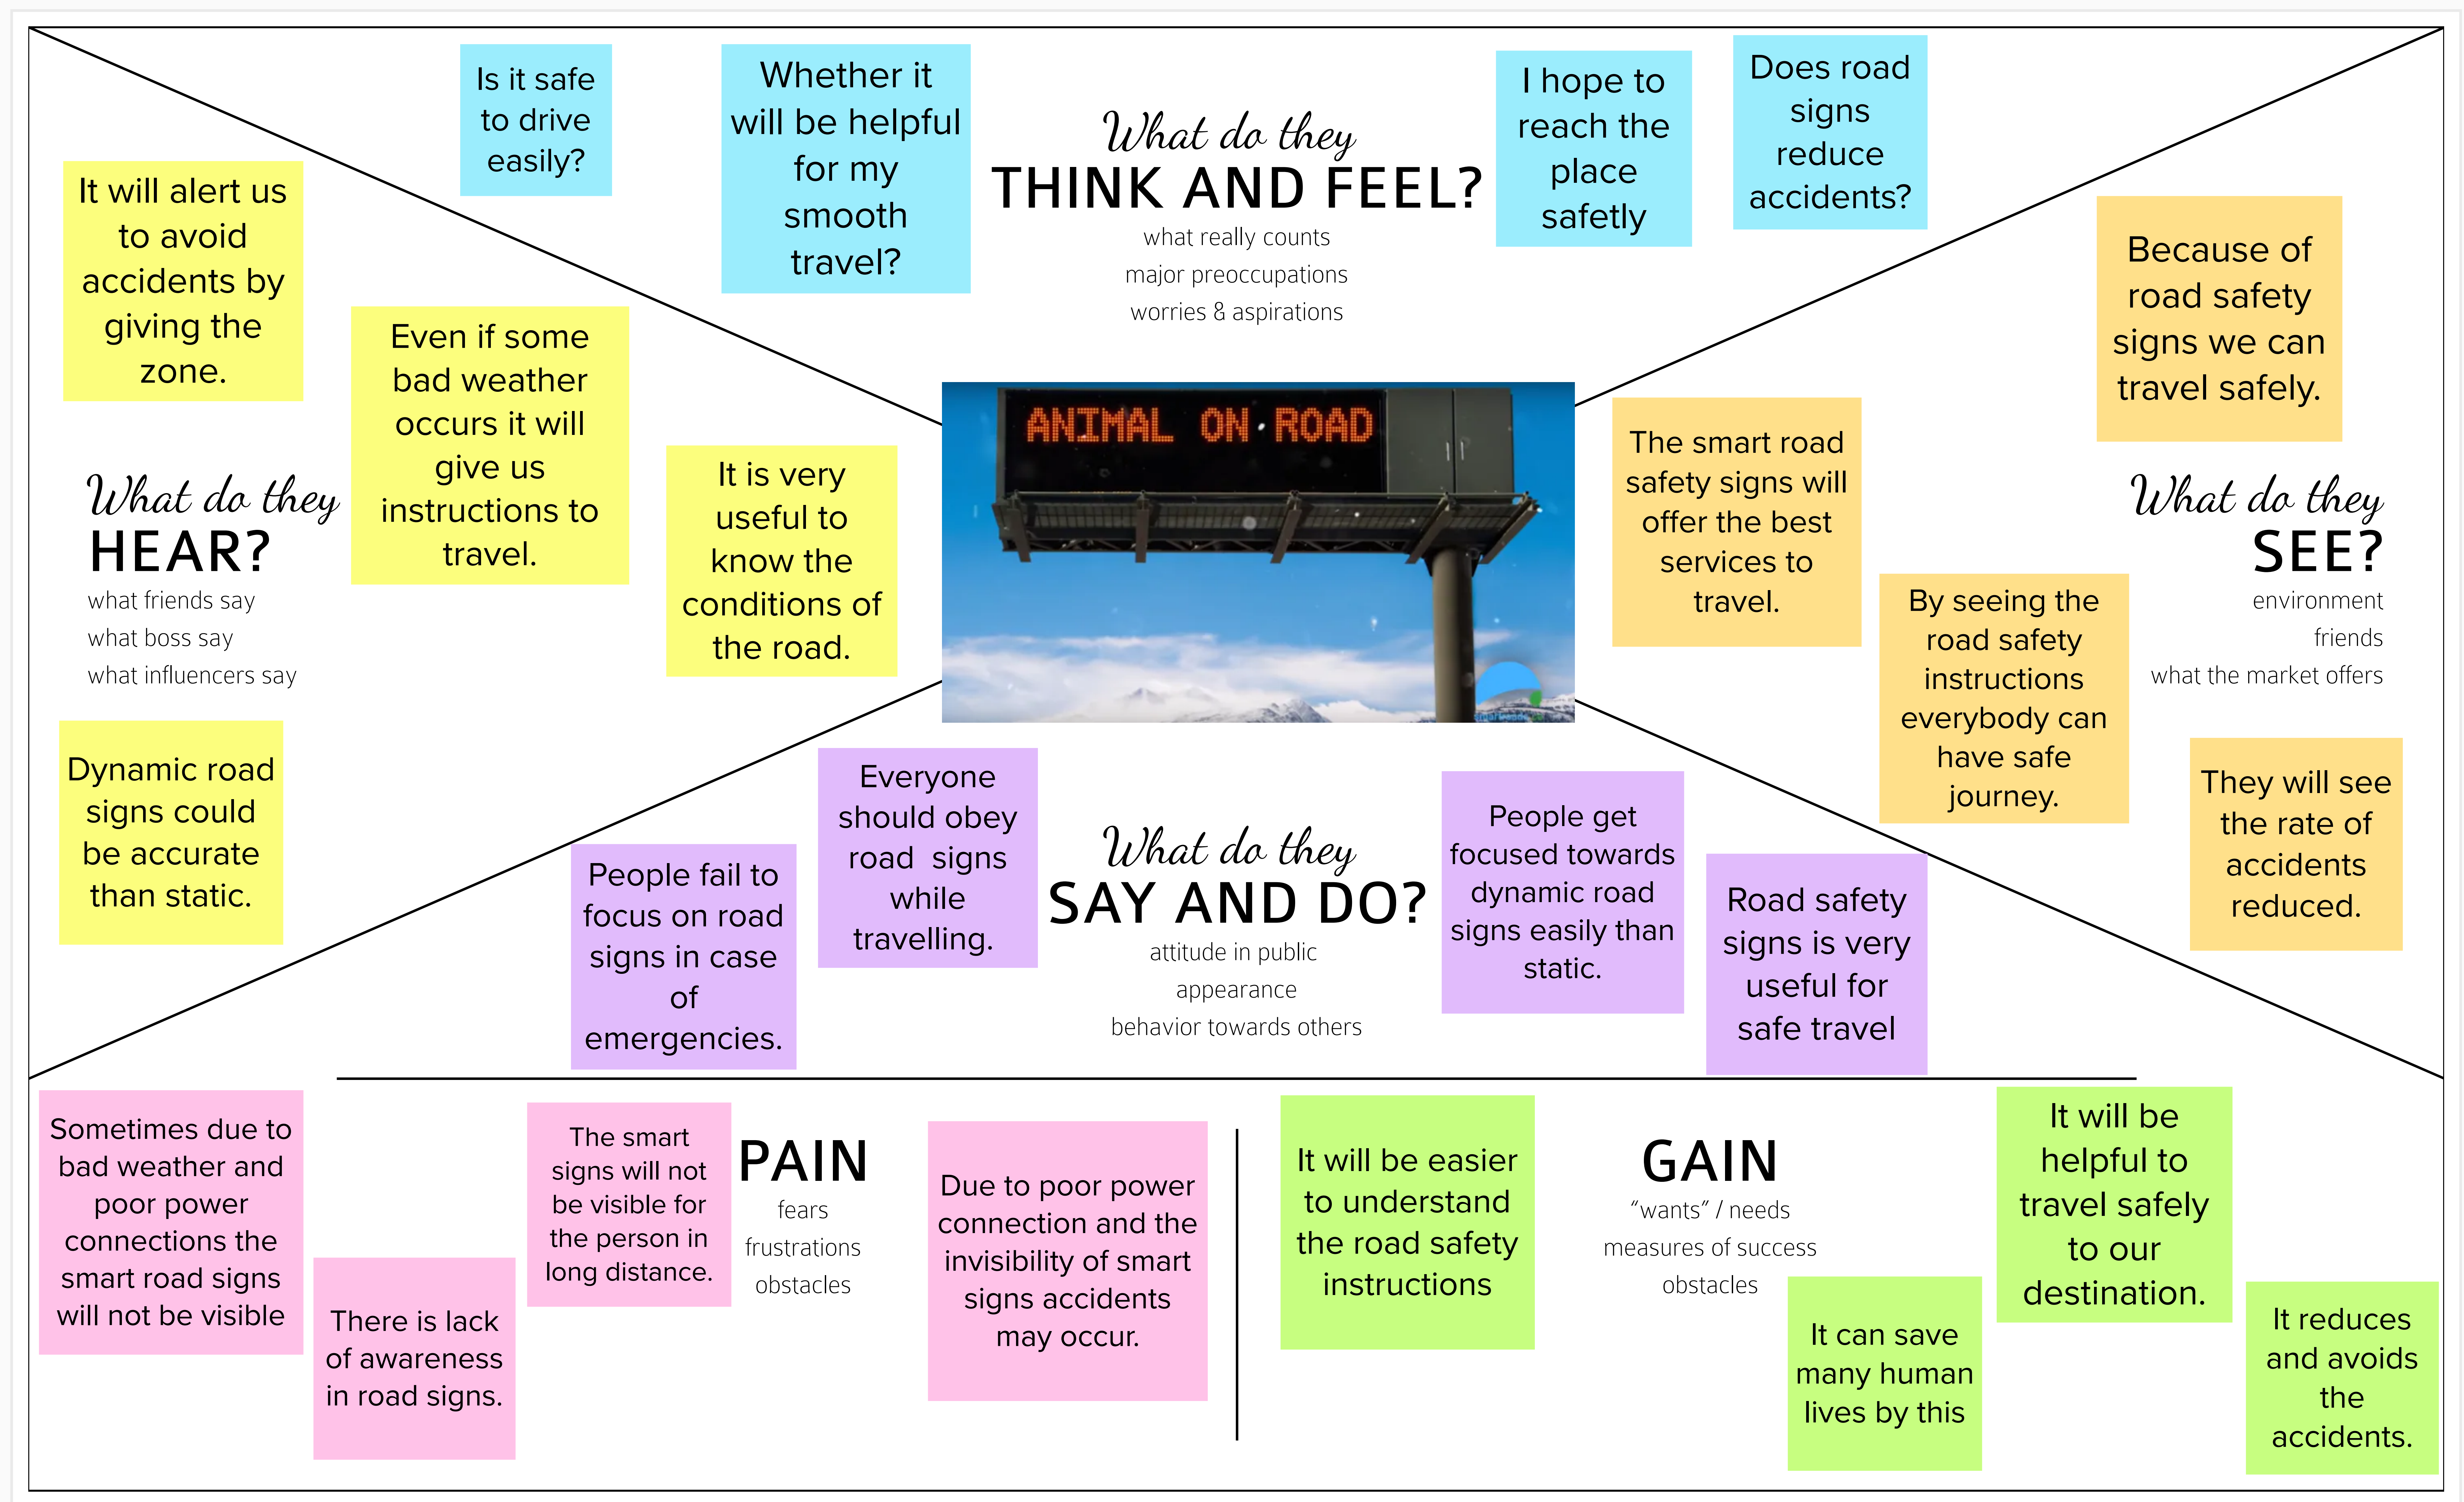 Is it safe
to drive
easily?
Whether it
will be helpful
for my
smooth
travel?
What do they
THINK AND FEEL?
what really counts
major preoccupations
worries & aspirations
I hope to
reach the
place
safetly
Does road
signs
reduce
accidents?
It will alert us
to avoid
accidents by
giving the
zone.
Even if some
bad weather
occurs it will
give us
instructions to
travel.
It is very
useful to
know the
conditions of
the road.
What do they
HEAR?
what friends say
what boss say
what influencers say
Dynamic road
signs could
be accurate
than static.
ANIMAL ON ROAD
Because of
road safety
signs we can
travel safely.
The smart road
safety signs will
offer the best
services to
travel.
What do they
SEE?
environment
friends
what the market offers
By seeing the
road safety
instructions
everybody can
have safe
journey.
They will see
the rate of
accidents
reduced.
People fail to
focus on road
signs in case
of
emergencies.
Everyone
should obey
road  signs
while
travelling.
What do they
SAY AND DO?
attitude in public
appearance
behavior towards others
People get
focused towards
dynamic road
signs easily than
static.
Road safety
signs is very
useful for
safe travel
Sometimes due to
bad weather and
poor power
connections the
smart road signs
will not be visible
There is lack
of awareness
in road signs.
The smart
signs will not
be visible for
the person in
long distance.
PAIN
fears
frustrations
obstacles
Due to poor power
connection and the
invisibility of smart
signs accidents
may occur.
It will be easier
to understand
the road safety
instructions
GAIN
“wants” / needs
measures of success
obstacles
It can save
many human
lives by this
It will be
helpful to
travel safely
to our
destination.
It reduces
and avoids
the
accidents.